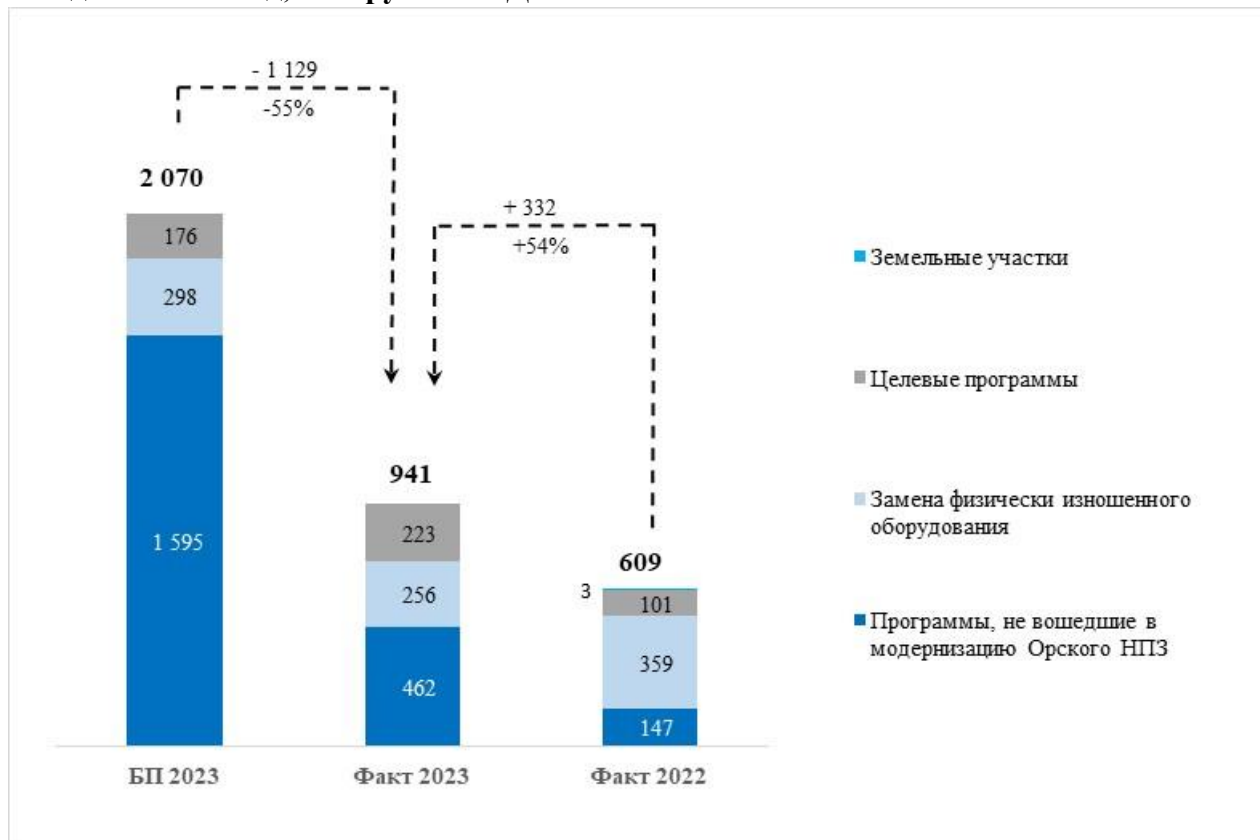 - 1 129
-55%
2 070
+ 332
+54%
176
298
1 595
941
223
256
462
609
3
101
359
147
Земельные участки
Целевые программы
Замена физически изношенного
оборудования
Программы, не вошедшие в
модернизацию Орского НПЗ
БП 2023
Факт 2023
Факт 2022